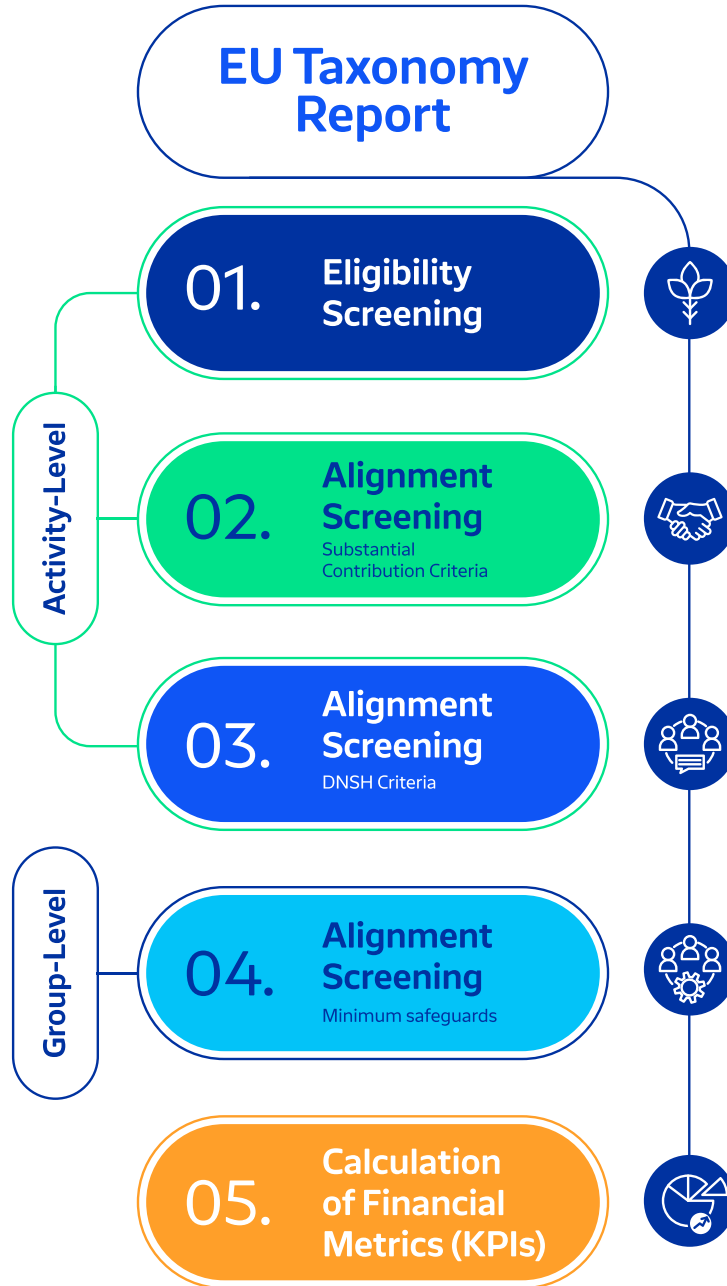 EU Taxonomy
Report
01.
Eligibility
Screening
Activity-Level
02.
Alignment
Screening
Substantial
Contribution Criteria
03.
Alignment
Screening
DNSH Criteria
Group-Level
04.
Alignment
Screening
Minimum safeguards
05.
Calculation
of Financial
Metrics (KPIs)